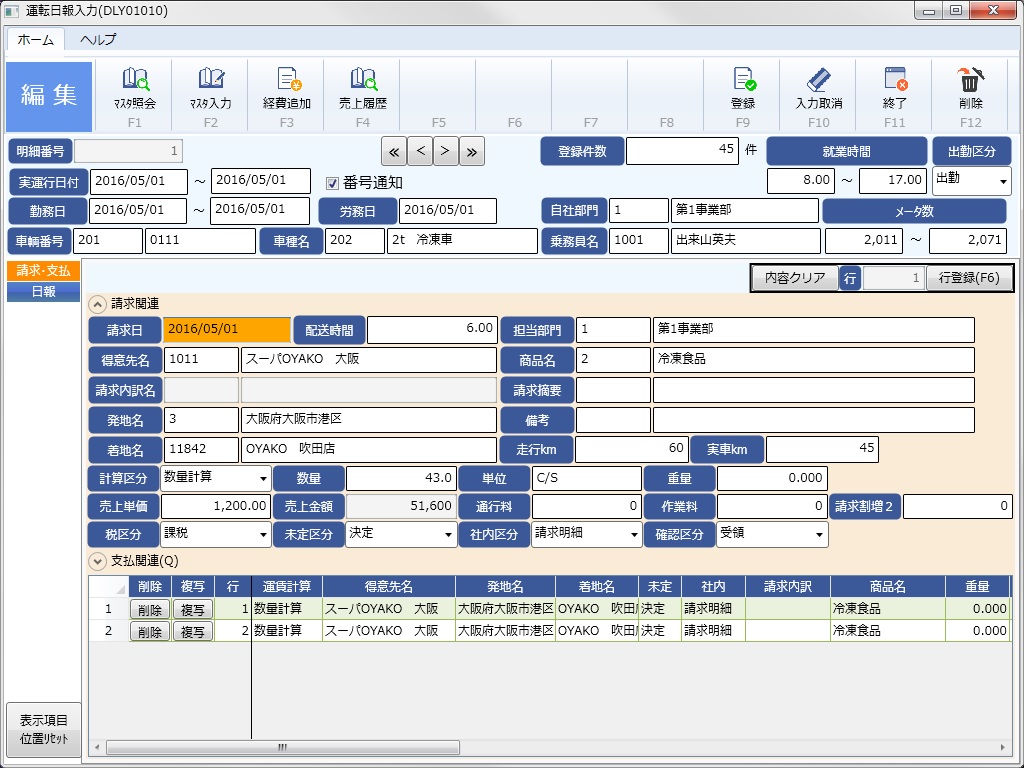 運転日報入力(DLY01010)
ホーム ヘルプ
編集
ﾏｽﾀ照会 ﾏｽﾀ入力 経費追加 売上履歴 登録 入力取消 終了 削除
F1 F2 F3 F4 F5 F6 F7 F8 F9 F10 F11 F12
明細番号 1 « < > » 登録件数 45 件 就業時間 出勤区分
実運行日付 2016/05/01 ～ 2016/05/01 番号通知 8.00 ～ 17.00 出勤
勤務日 2016/05/01 ～ 2016/05/01 労務日 2016/05/01 自社部門 1 第1事業部 メータ数
車輌番号 201 0111 車種名 202 2t 冷凍車 乗務員名 1001 出来山英夫 2,011 ～ 2,071
請求・支払
日報
内容クリア 行 1 行登録(F6)
請求関連
請求日 2016/05/01 配送時間 6.00 担当部門 1 第1事業部
得意先名 1011 スーパOYAKO 大阪 商品名 2 冷凍食品
請求内訳名 請求摘要
発地名 3 大阪府大阪市港区 備考
着地名 11842 OYAKO 吹田店 走行km 60 実車km 45
計算区分 数量計算 数量 43.0 単位 C/S 重量 0.000
売上単価 1,200.00 売上金額 51,600 通行料 0 作業料 0 請求割増２ 0
税区分 課税 未定区分 決定 社内区分 請求明細 確認区分 受領
支払関連(Q)
削除 複写 行 運賃計算 得意先名 発地名 着地名 未定 社内 請求内訳 商品名 重量
1 削除 複写 1 数量計算 スーパOYAKO 大阪 大阪府大阪市港区 OYAKO 吹田 決定 請求明細 冷凍食品 0.000
2 削除 複写 2 数量計算 スーパOYAKO 大阪 大阪府大阪市港区 OYAKO 吹田 決定 請求明細 冷凍食品 0.000
表示項目
位置ﾘｾｯﾄ